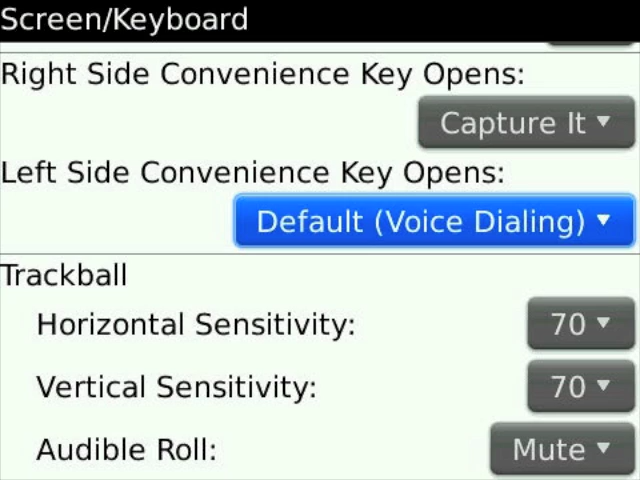 Screen/Keyboard
Right Side Convenience Key Opens:
Capture It
Left Side Convenience Key Opens:
Default (Voice Dialing)
Trackball
Horizontal Sensitivity: 70
Vertical Sensitivity: 70
Audible Roll: Mute